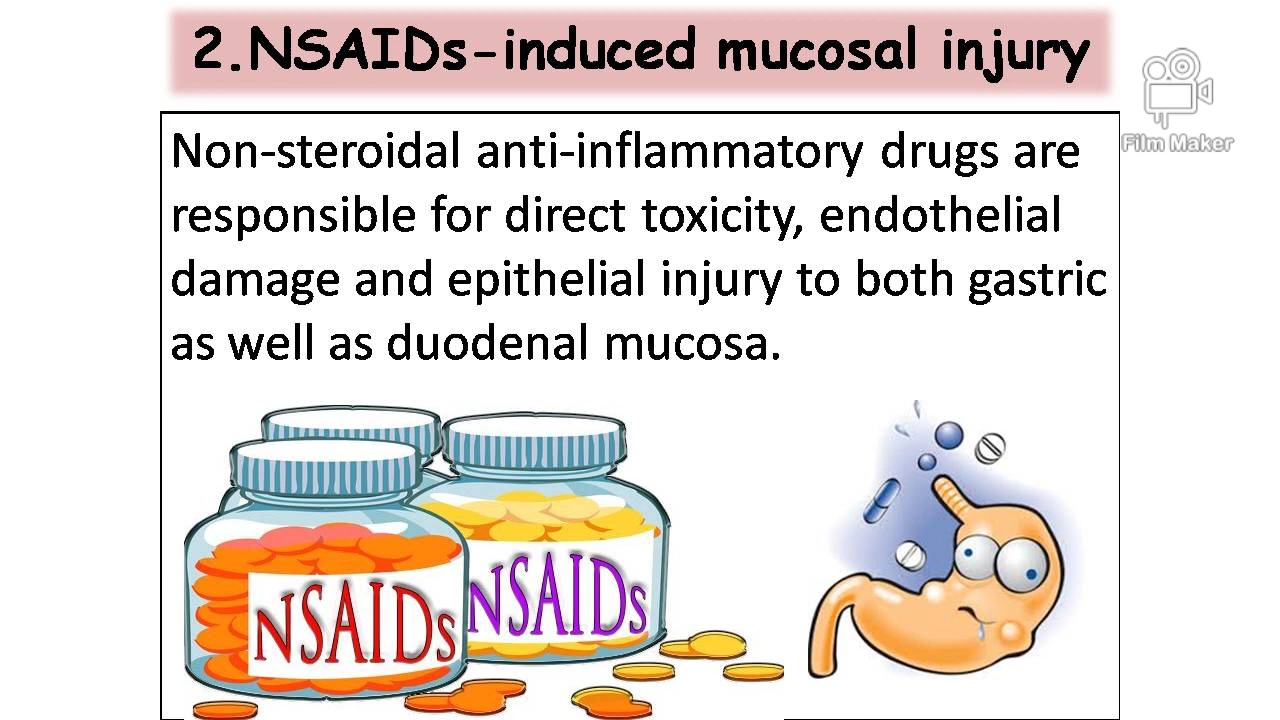 2.NSAIDs-induced mucosal injury
Film Maker
Non-steroidal anti-inflammatory drugs are
responsible for direct toxicity, endothelial
damage and epithelial injury to both gastric
as well as duodenal mucosa.
NSAIDs
NSAIDs